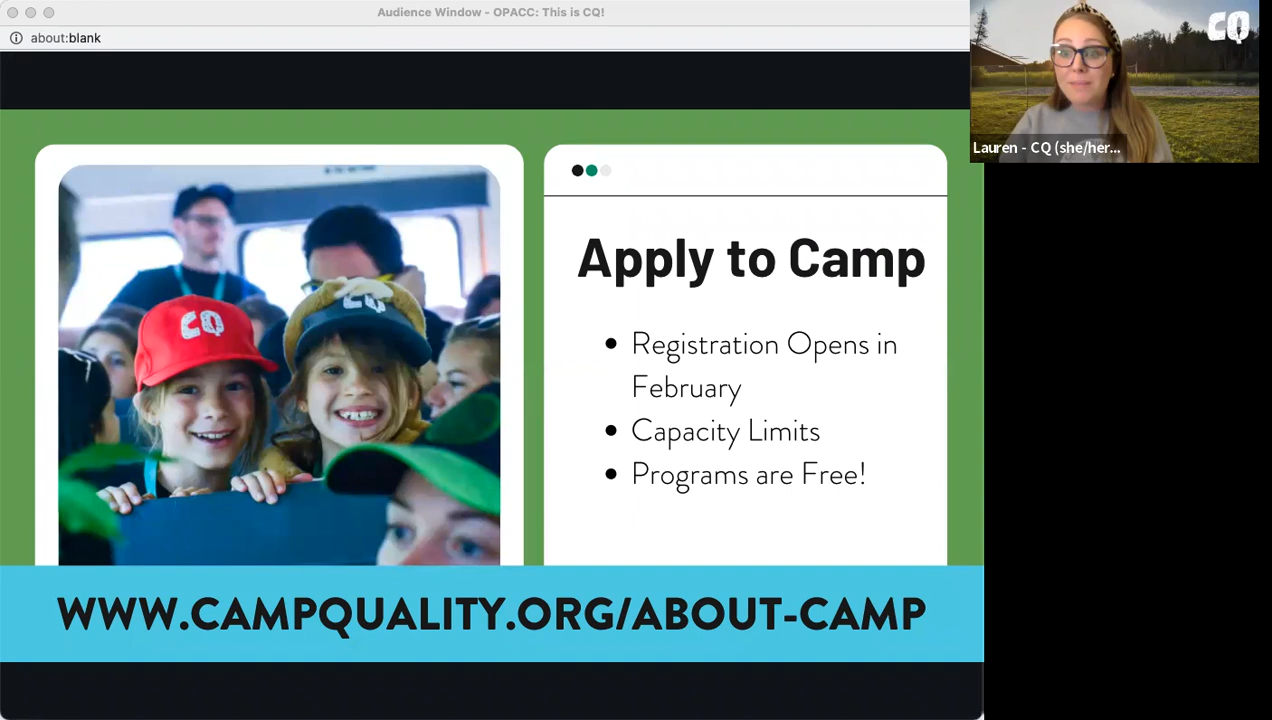 Audience Window - OPACC: This is CQ!
about:blank
CQ
Lauren - CQ (she/her...
CQ
CQ
Apply to Camp
Registration Opens in
February
Capacity Limits
Programs are Free!
WWW.CAMPQUALITY.ORG/ABOUT-CAMP